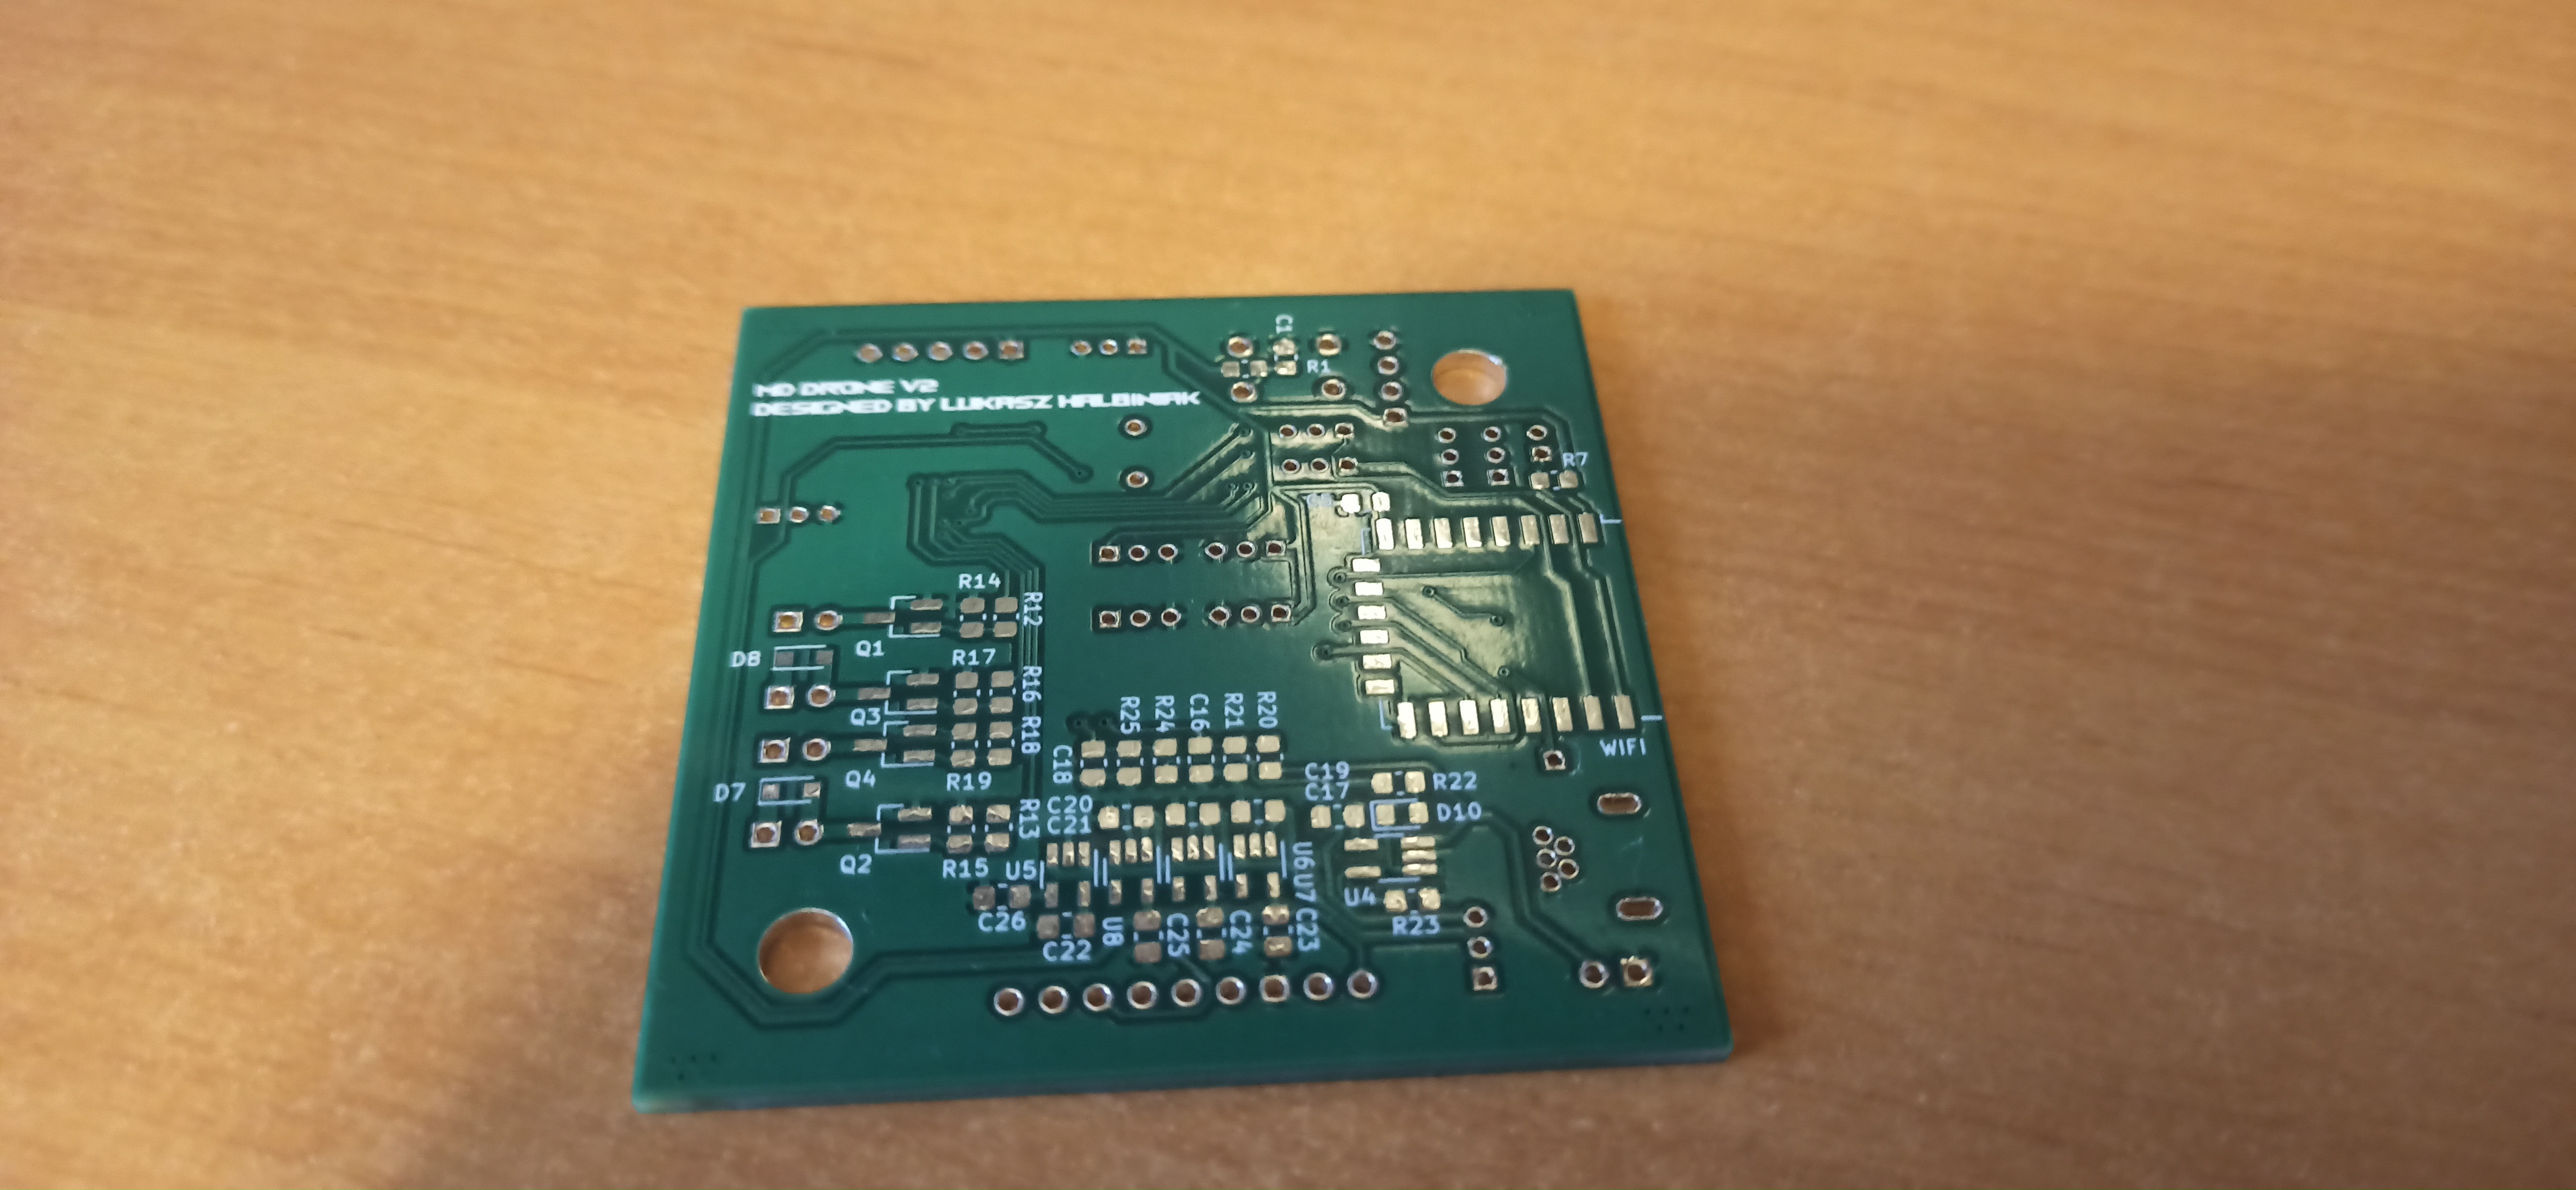 MD DRONE V2
DESIGNED BY LUKASZ HALBINIAK
C1
R1
R7
R14
R12
Q1
D8
R17
R16
Q3
R18
Q4
D7
R19
R13
Q2
R15
R25
R24
C16
R21
R20
C18
WIFI
C19
C17
R22
D10
C20
C21
U5
U6
U7
U4
R23
C26
C22
U8
C25
C24
C23